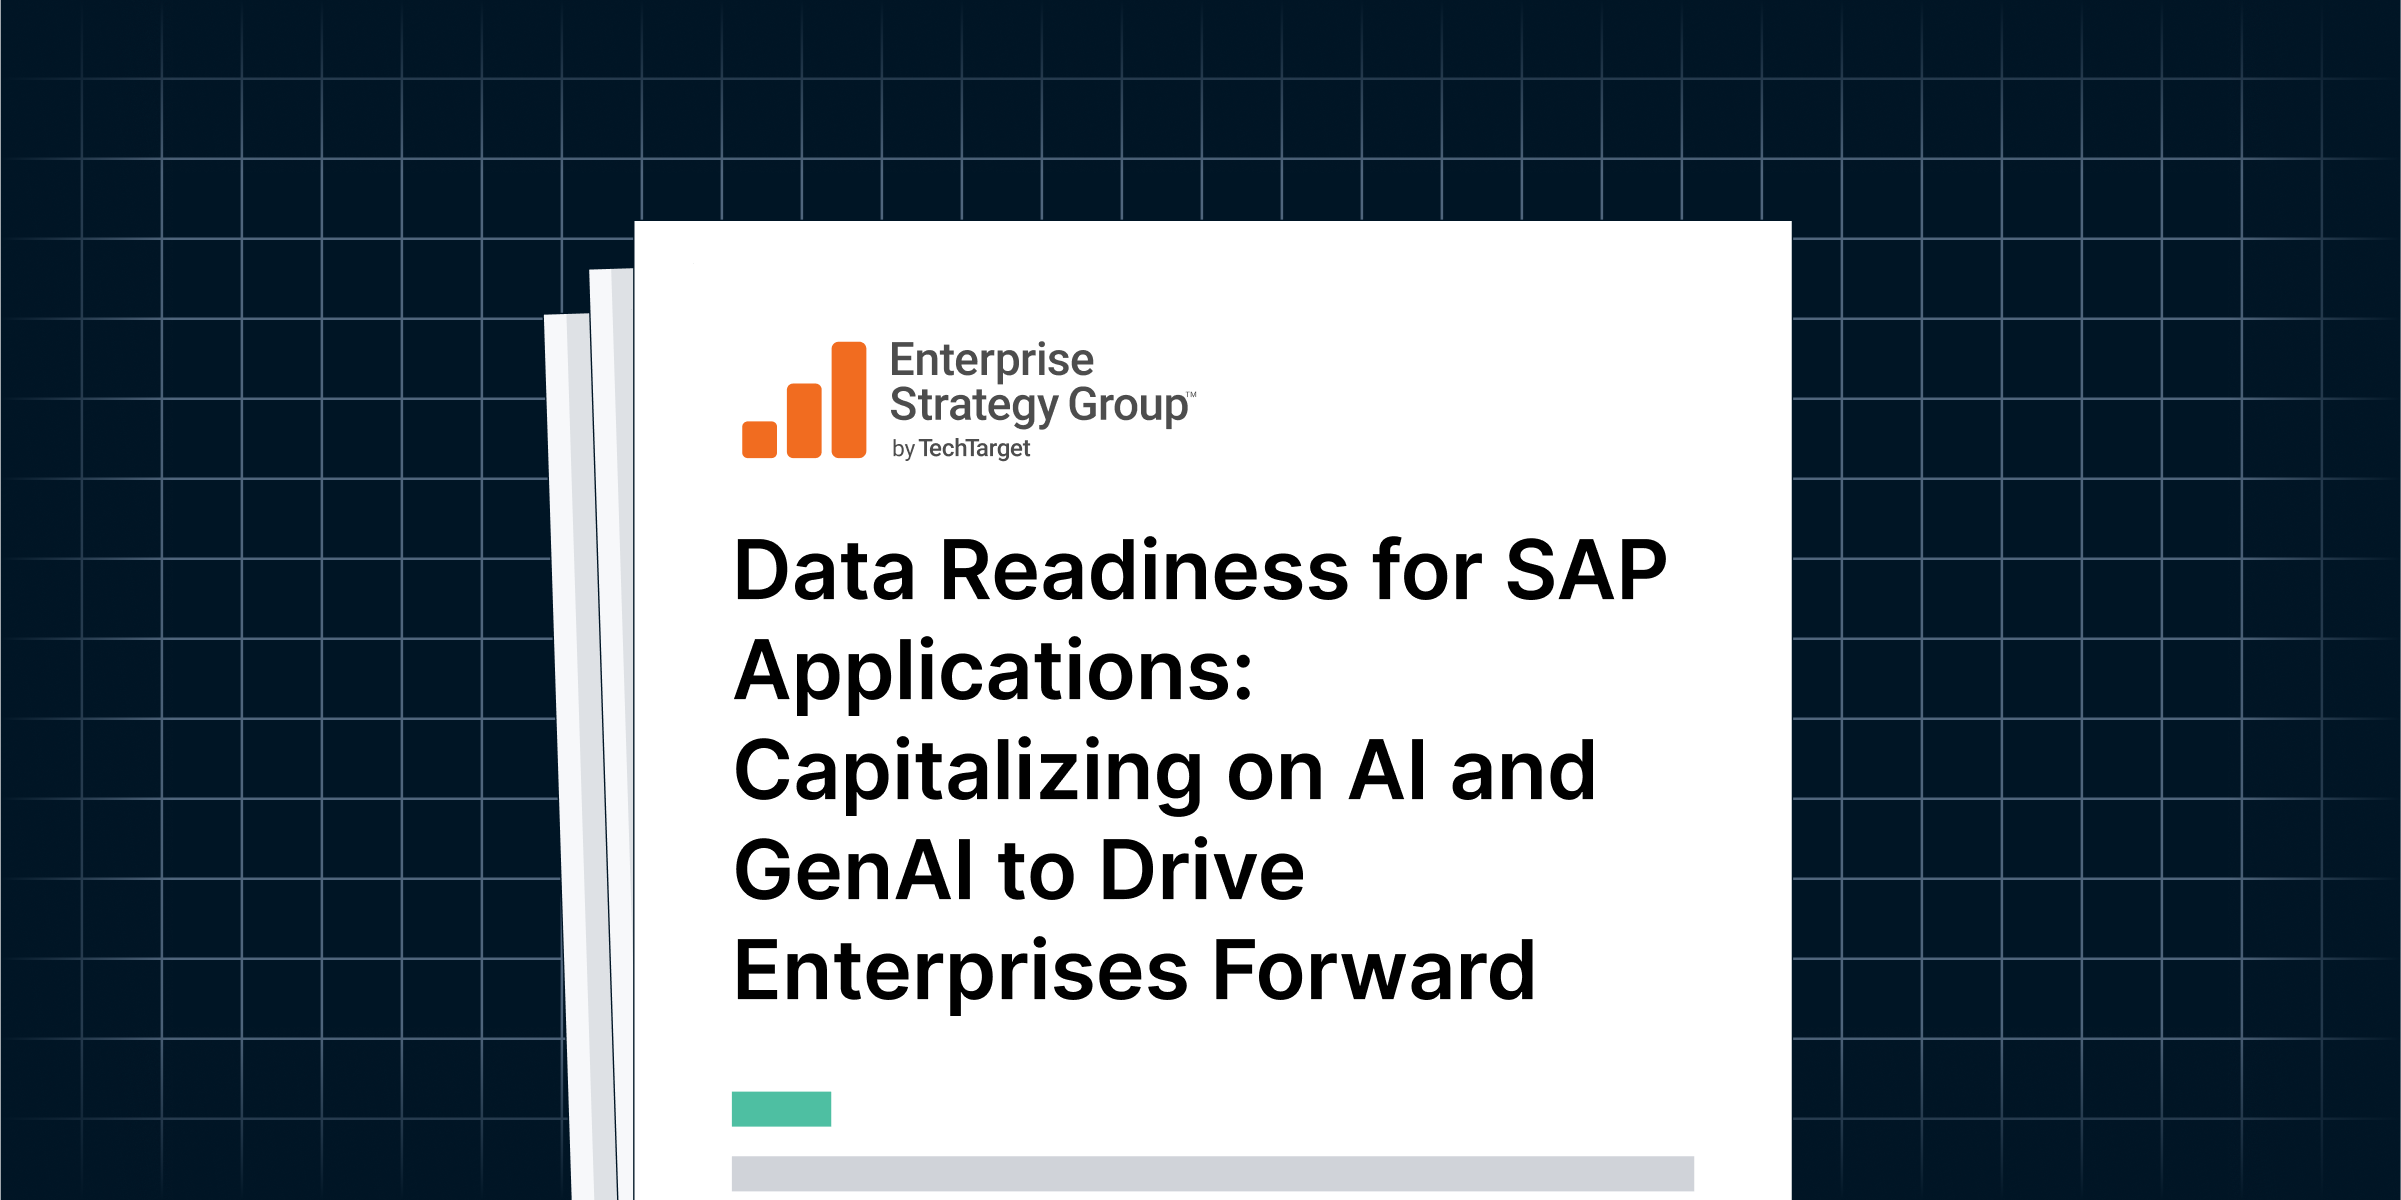 Enterprise
Strategy Group™
by TechTarget
Data Readiness for SAP
Applications:
Capitalizing on AI and
GenAI to Drive
Enterprises Forward